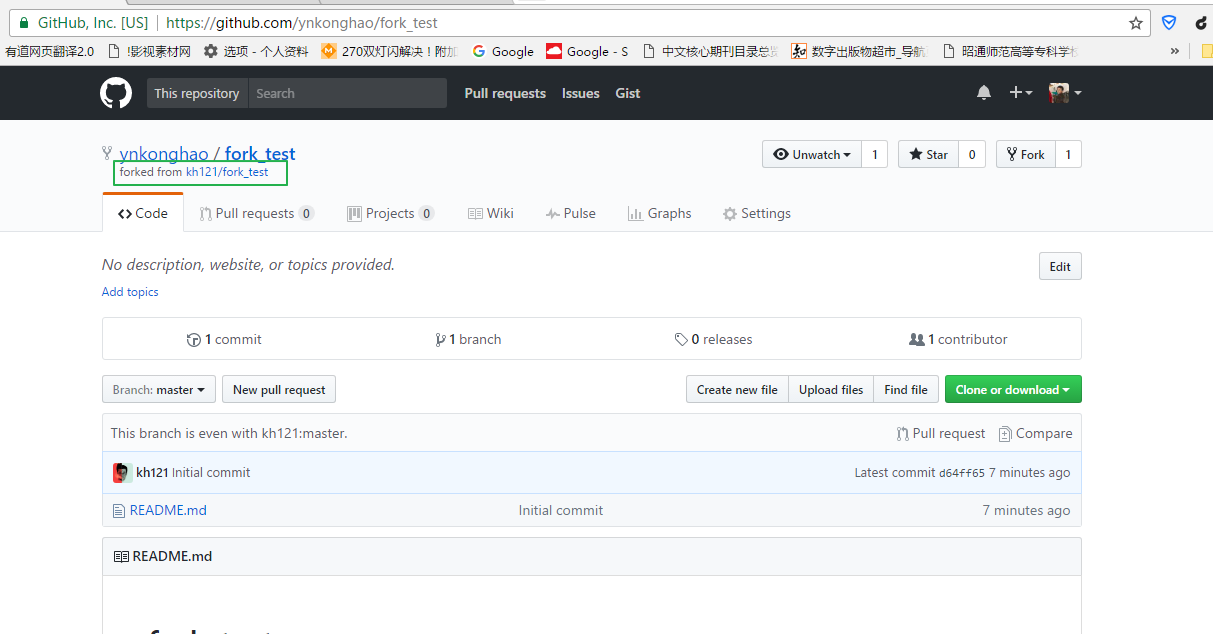 GitHub, Inc. [US] https://github.com/ynkonghao/fork_test
有道网页翻译2.0 !影视素材网 选项 - 个人资料 270双灯闪解决！附加 Google Google - S 中文核心期刊目录总览 数字出版物超市_导航 昭通师范高等专科学校 »
This repository Search Pull requests Issues Gist
ynkonghao / fork_test
Unwatch 1 Star 0 Fork 1
forked from kh121/fork_test
Code Pull requests 0 Projects 0 Wiki Pulse Graphs Settings
No description, website, or topics provided.
Edit
Add topics
1 commit 1 branch 0 releases 1 contributor
Branch: master New pull request Create new file Upload files Find file Clone or download
This branch is even with kh121:master. Pull request Compare
kh121 Initial commit Latest commit d64ff65 7 minutes ago
README.md Initial commit 7 minutes ago
README.md